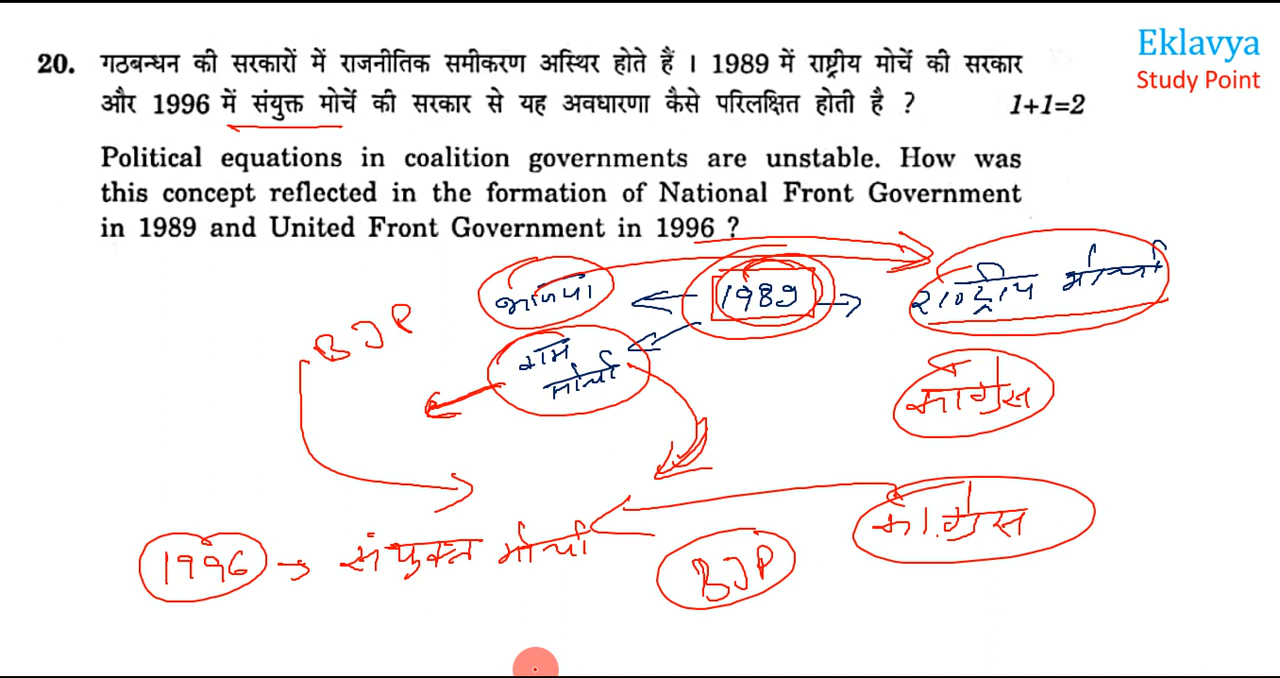 Eklavya
Study Point
20. गठबन्धन की सरकारों में राजनीतिक समीकरण अस्थिर होते हैं । 1989 में राष्ट्रीय मोर्चे की सरकार
और 1996 में संयुक्त मोर्चे की सरकार से यह अवधारणा कैसे परिलक्षित होती है ? 1+1=2
Political equations in coalition governments are unstable. How was
this concept reflected in the formation of National Front Government
in 1989 and United Front Government in 1996 ?
भाजपा 1989 राष्ट्रीय मोर्चा
BJP
वाम
मोर्चा
कांग्रेस
कांग्रेस
1996 → संयुक्त मोर्चा
BJP